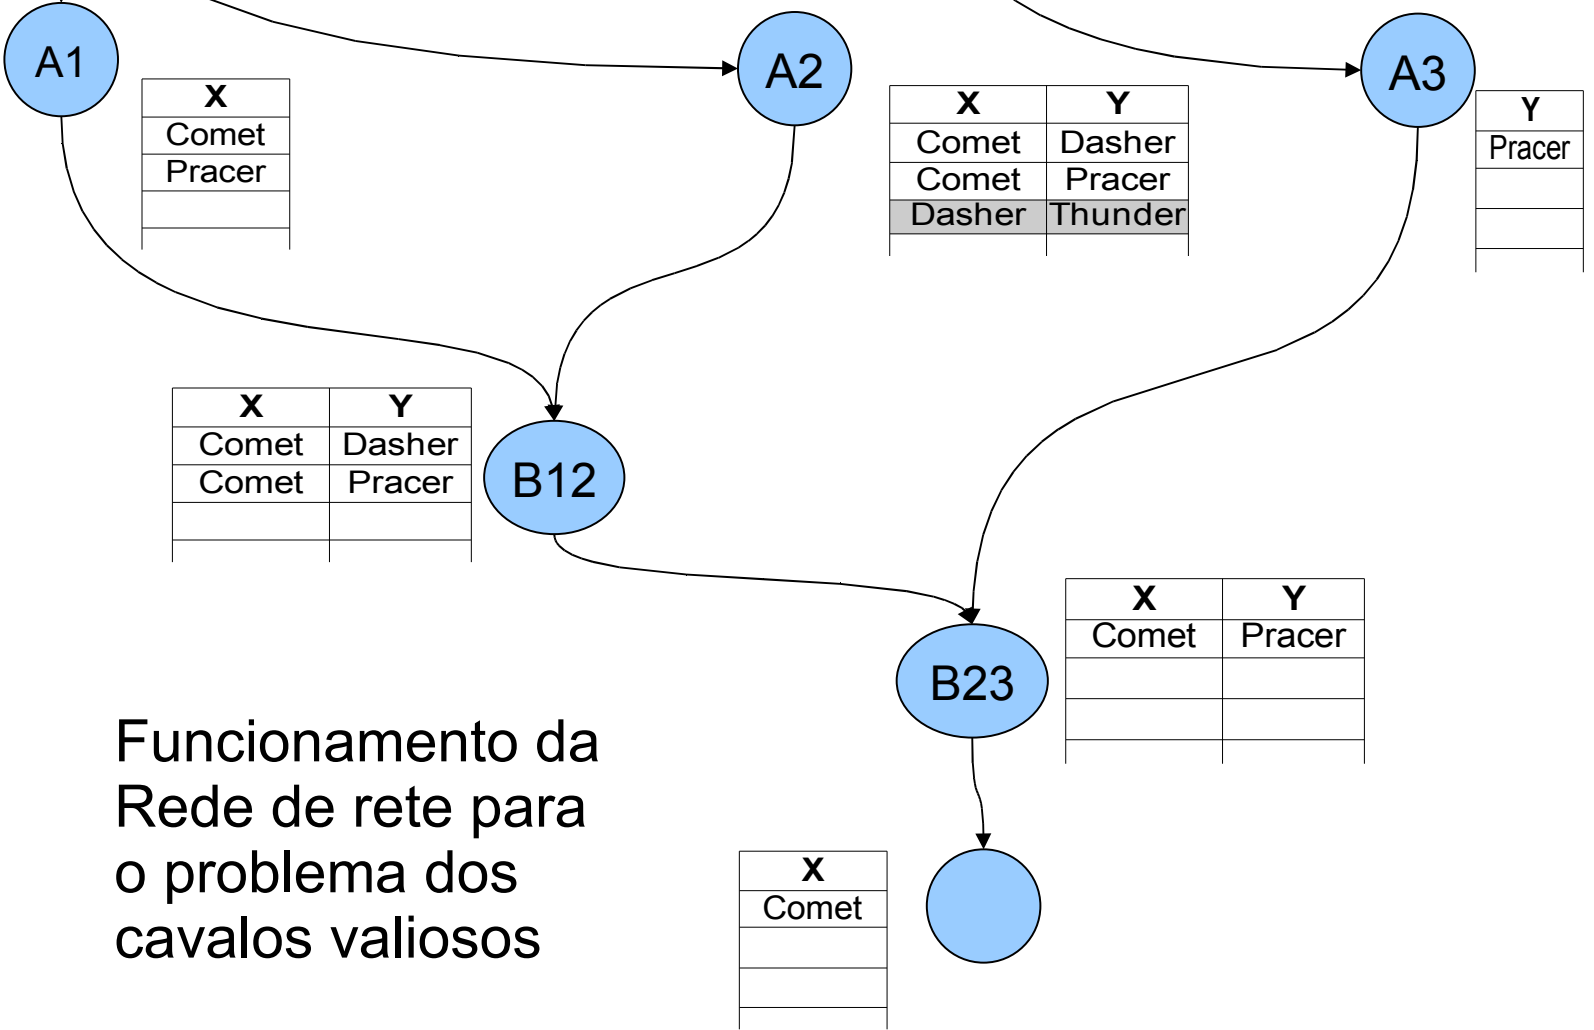 A1
A2
A3
X
Comet
Pracer
X Y
Comet Dasher
Comet Pracer
Dasher Thunder
Y
Pracer
X Y
Comet Dasher
Comet Pracer
B12
B23
X Y
Comet Pracer
Funcionamento da
Rede de rete para
o problema dos
cavalos valiosos
X
Comet